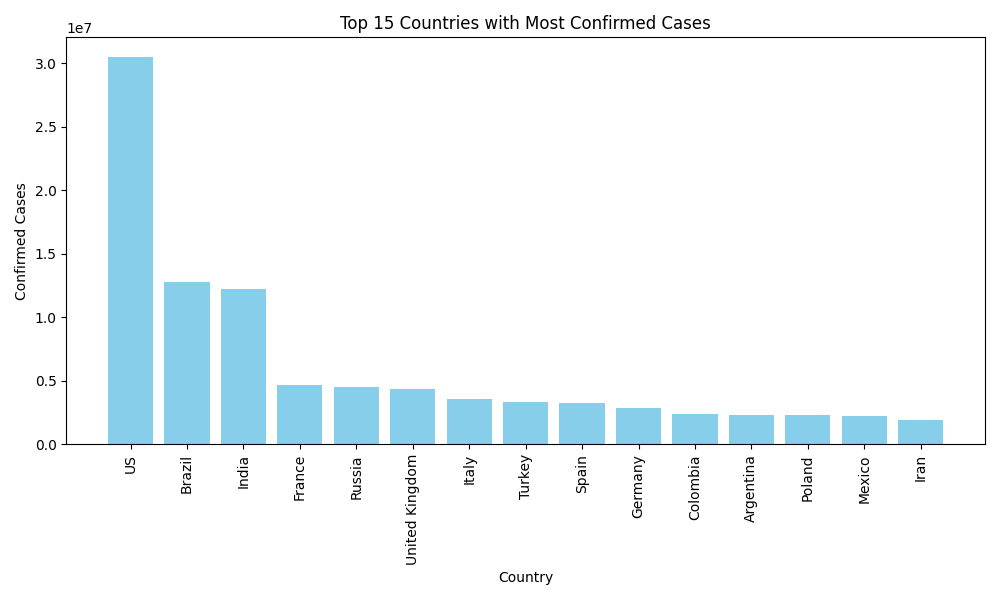 Top 15 Countries with Most Confirmed Cases
1e7
3.0
2.5
2.0
1.5
1.0
0.5
0.0
Confirmed Cases
US
Brazil
India
France
Russia
United Kingdom
Italy
Turkey
Spain
Germany
Colombia
Argentina
Poland
Mexico
Iran
Country